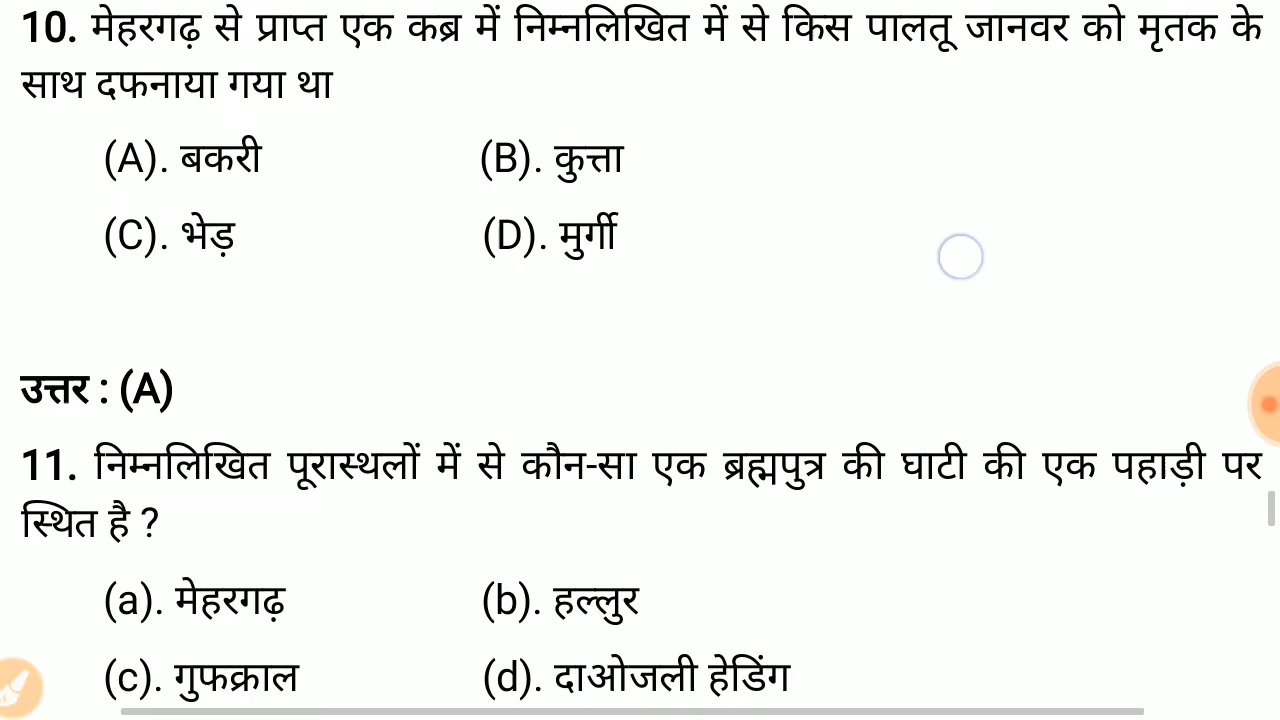 10. मेहरगढ़ से प्राप्त एक कब्र में निम्नलिखित में से किस पालतू जानवर को मृतक के
साथ दफनाया गया था
(A). बकरी (B). कुत्ता
(C). भेड़ (D). मुर्गी
उत्तर : (A)
11. निम्नलिखित पूरास्थलों में से कौन-सा एक ब्रह्मपुत्र की घाटी की एक पहाड़ी पर
स्थित है ?
(a). मेहरगढ़ (b). हल्लुर
(c). गुफक्राल (d). दाओजली हेडिंग